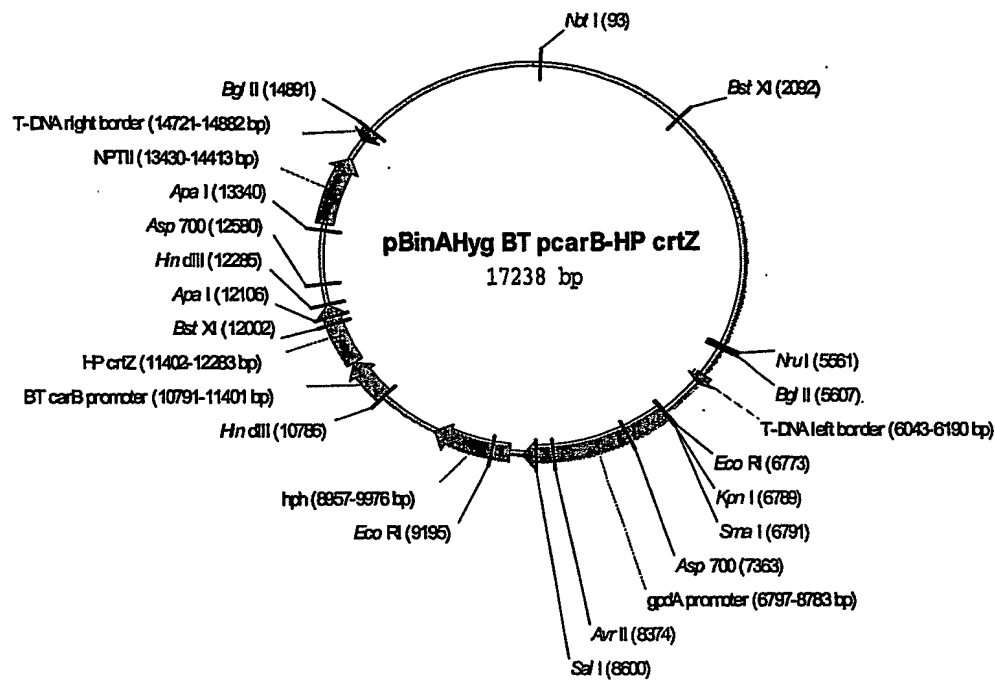 Not I (93)
Bst XI (2092)
Bgl II (14891)
T-DNA right border (14721-14882 bp)
NPTII (13430-14413 bp)
Apa I (13340)
Asp 700 (12580)
Hin dIII (12285)
Apa I (12106)
Bst XI (12002)
HP crtZ (11402-12283 bp)
BT carB promoter (10791-11401 bp)
Hin dIII (10786)
hph (8957-9976 bp)
Eco RI (9195)
pBinAHyg BT pcarB-HP crtZ
17238 bp
Nru I (5561)
Bgl II (5607)
T-DNA left border (6043-6190 bp)
Eco RI (6773)
Kpn I (6789)
Sma I (6791)
Asp 700 (7363)
gpdA promoter (6797-8783 bp)
Avr II (8374)
Sal I (8600)